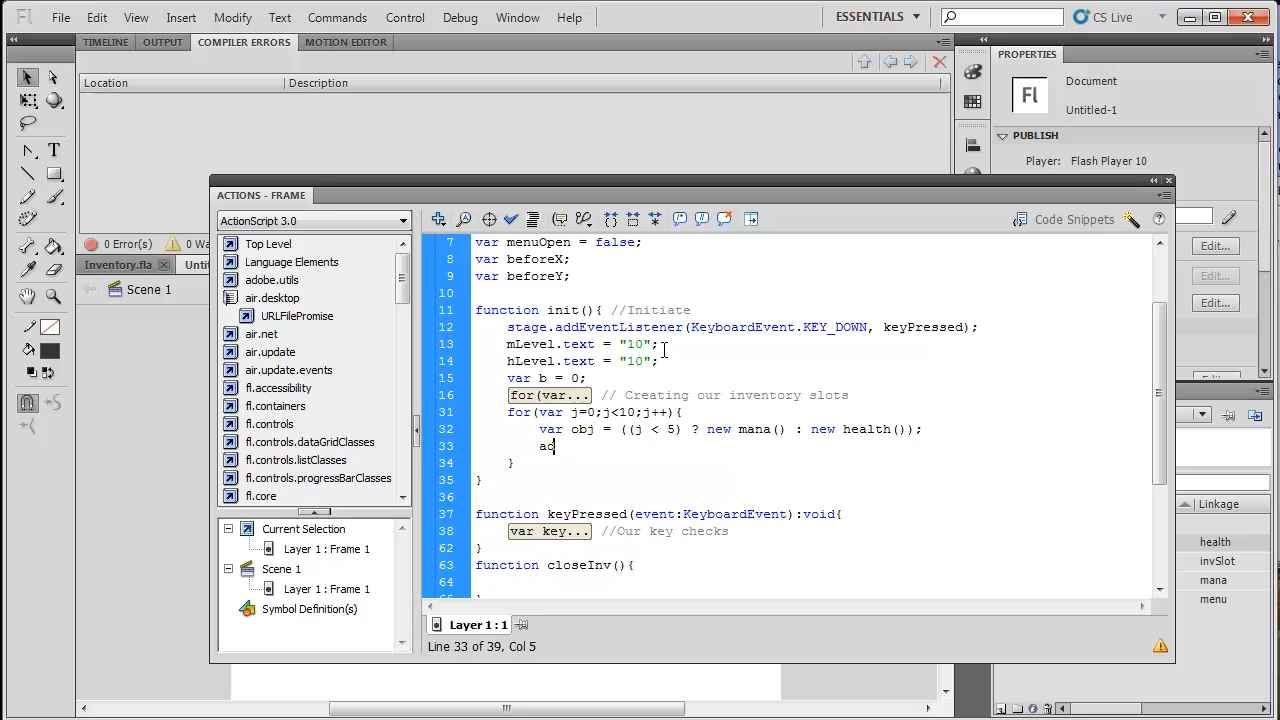 Fl File Edit View Insert Modify Text Commands Control Debug Window Help ESSENTIALS CS Live
TIMELINE OUTPUT COMPILER ERRORS MOTION EDITOR
Location Description
0 Error(s) 0 Wa
Inventory.fla Untit
Scene 1
PROPERTIES
Fl
Document
Untitled-1
PUBLISH
Player: Flash Player 10
Edit...
Edit...
Edit...
ACTIONS - FRAME
ActionScript 3.0
Code Snippets
Top Level
Language Elements
adobe.utils
air.desktop
URLFilePromise
air.net
air.update
air.update.events
fl.accessibility
fl.containers
fl.controls
fl.controls.dataGridClasses
fl.controls.listClasses
fl.controls.progressBarClasses
fl.core
Current Selection
Layer 1 : Frame 1
Scene 1
Layer 1 : Frame 1
Symbol Definition(s)
7 var menuOpen = false;
8 var beforeX;
9 var beforeY;
10
11 function init(){ //Initiate
12 stage.addEventListener(KeyboardEvent.KEY_DOWN, keyPressed);
13 mLevel.text = "10";
14 hLevel.text = "10";
15 var b = 0;
16 for(var... // Creating our inventory slots
31 for(var j=0;j<10;j++){
32 var obj = ((j < 5) ? new mana() : new health());
33 ad
34 }
35 }
36
37 function keyPressed(event:KeyboardEvent):void{
38 var key... //Our key checks
62 }
63 function closeInv(){
64
Layer 1 : 1
Line 33 of 39, Col 5
Linkage
health
invSlot
mana
menu